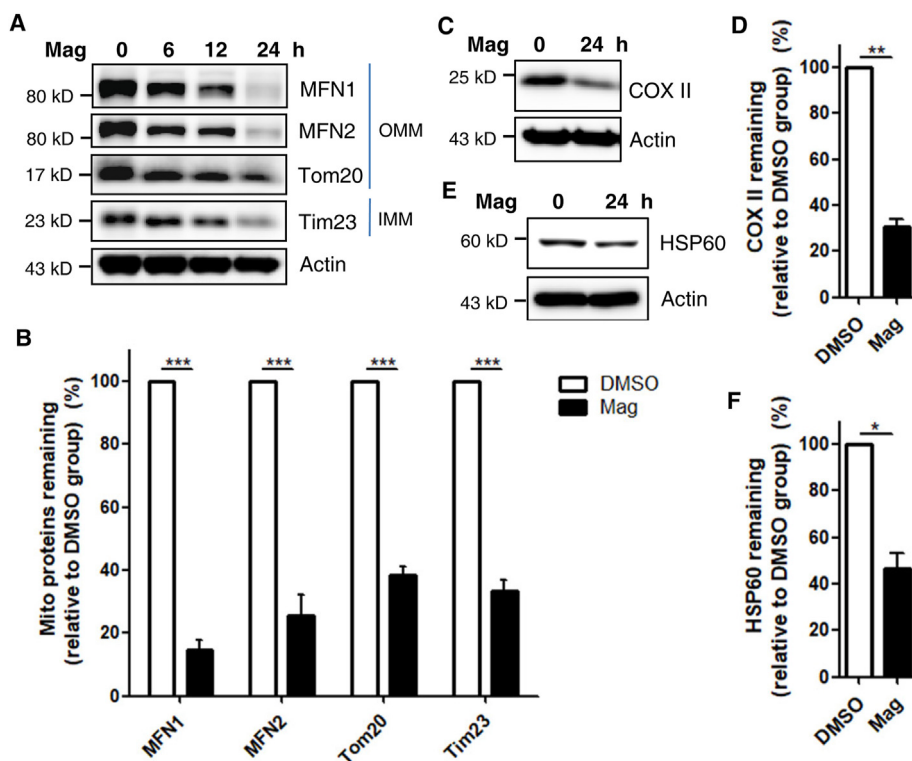 A
Mag 0 6 12 24 h
80 kD MFN1
80 kD MFN2
OMM
17 kD Tom20
23 kD Tim23 IMM
43 kD Actin
C
Mag 0 24 h
25 kD COX II
43 kD Actin
E
Mag 0 24 h
60 kD HSP60
43 kD Actin
D
COX II remaining (%)
(relative to DMSO group)
**
100
80
60
40
20
0
DMSO Mag
B
Mito proteins remaining
(relative to DMSO group) (%)
*** *** *** ***
100
80
60
40
20
0
MFN1 MFN2 Tom20 Tim23
DMSO
Mag
F
HSP60 remaining
(relative to DMSO group) (%)
*
100
80
60
40
20
0
DMSO Mag